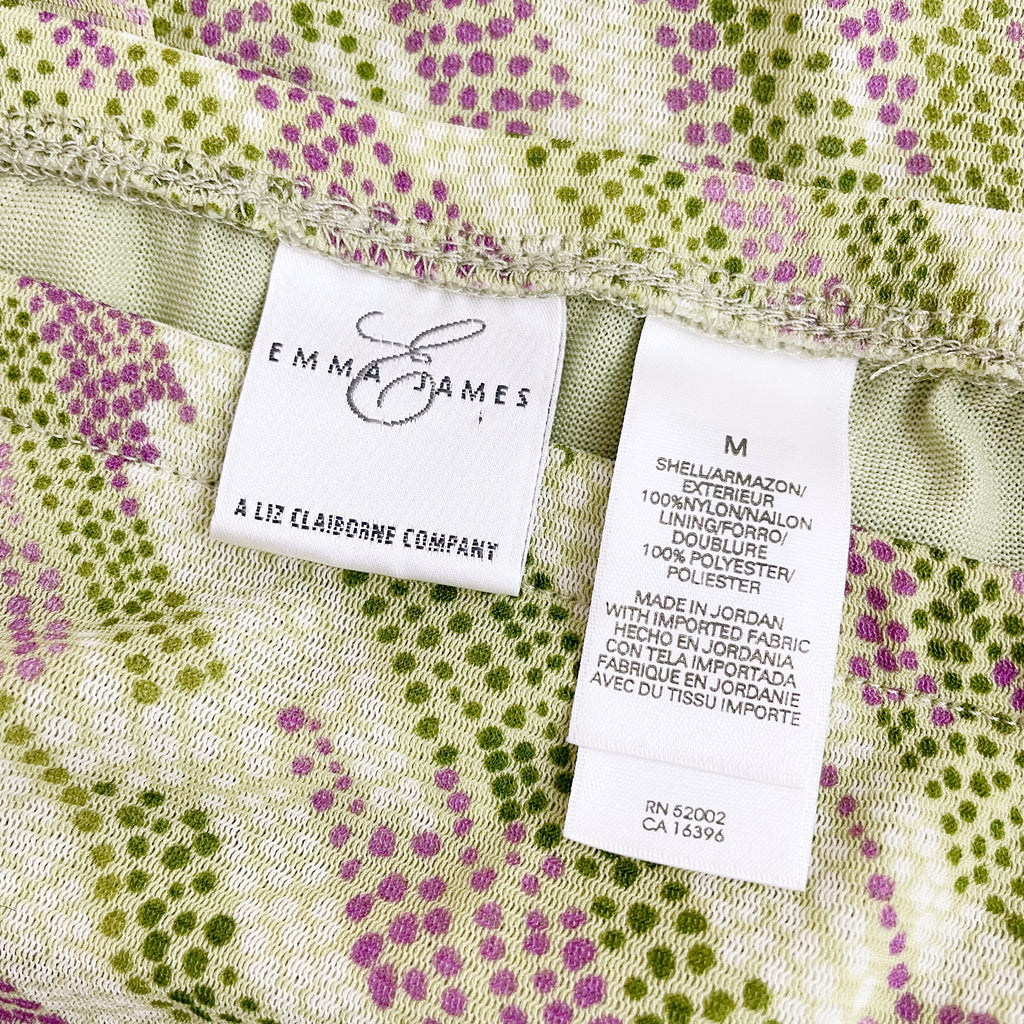 EMMA JAMES
A LIZ CLAIBORNE COMPANY
M
SHELL/ARMAZON/
EXTERIEUR
100%NYLON/NAILON
LINING/FORRO/
DOUBLURE
100% POLYESTER/
POLIESTER
MADE IN JORDAN
WITH IMPORTED FABRIC
HECHO EN JORDANIA
CON TELA IMPORTADA
FABRIQUE EN JORDANIE
AVEC DU TISSU IMPORTE
RN 52002
CA 16396